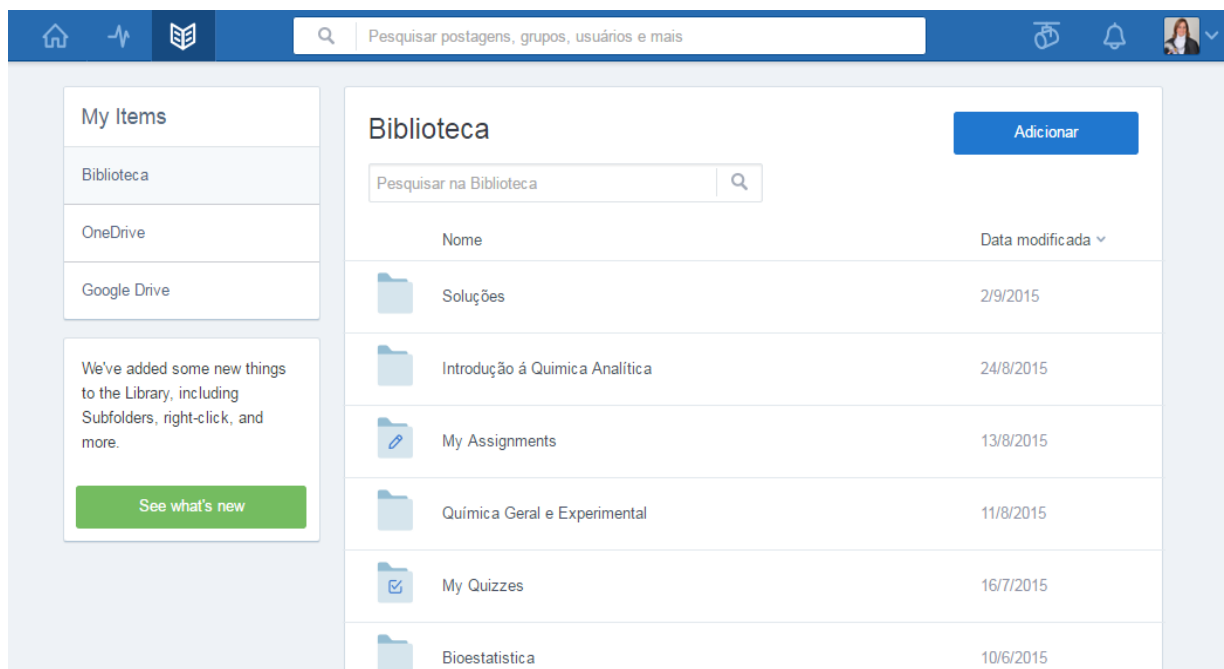 Pesquisar postagens, grupos, usuários e mais
My Items
Biblioteca
OneDrive
Google Drive
We've added some new things
to the Library, including
Subfolders, right-click, and
more.
See what's new
Biblioteca
Adicionar
Pesquisar na Biblioteca
Nome Data modificada
Soluções 2/9/2015
Introdução á Quimica Analítica 24/8/2015
My Assignments 13/8/2015
Química Geral e Experimental 11/8/2015
My Quizzes 16/7/2015
Bioestatistica 10/6/2015